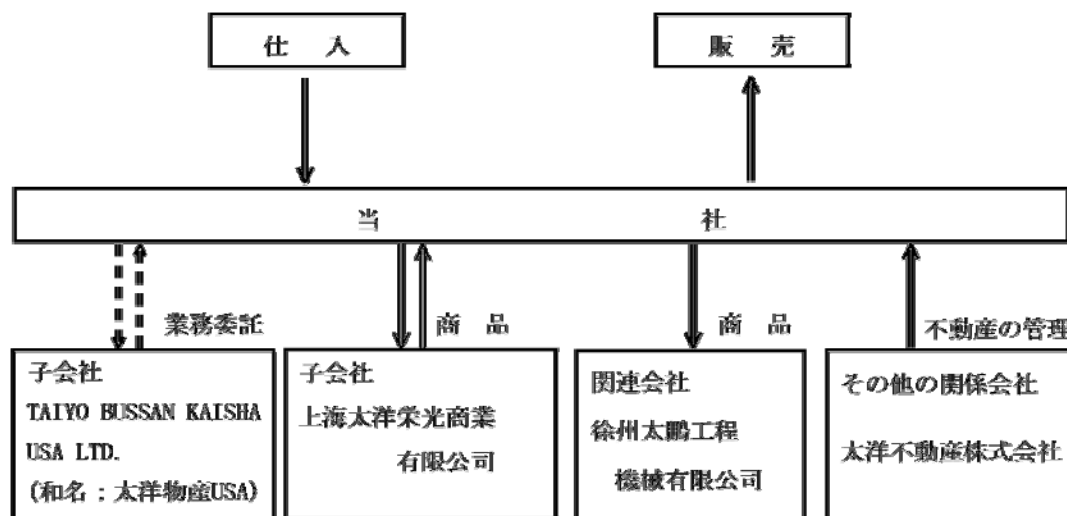 仕 入
販 売
当 社
業務委託
商 品
商 品
不動産の管理
子会社
TAIYO BUSSAN KAISHA
USA LTD.
(和名：太洋物産USA)
子会社
上海太洋栄光商業
有限公司
関連会社
徐州太鵬工程
機械有限公司
その他の関係会社
太洋不動産株式会社